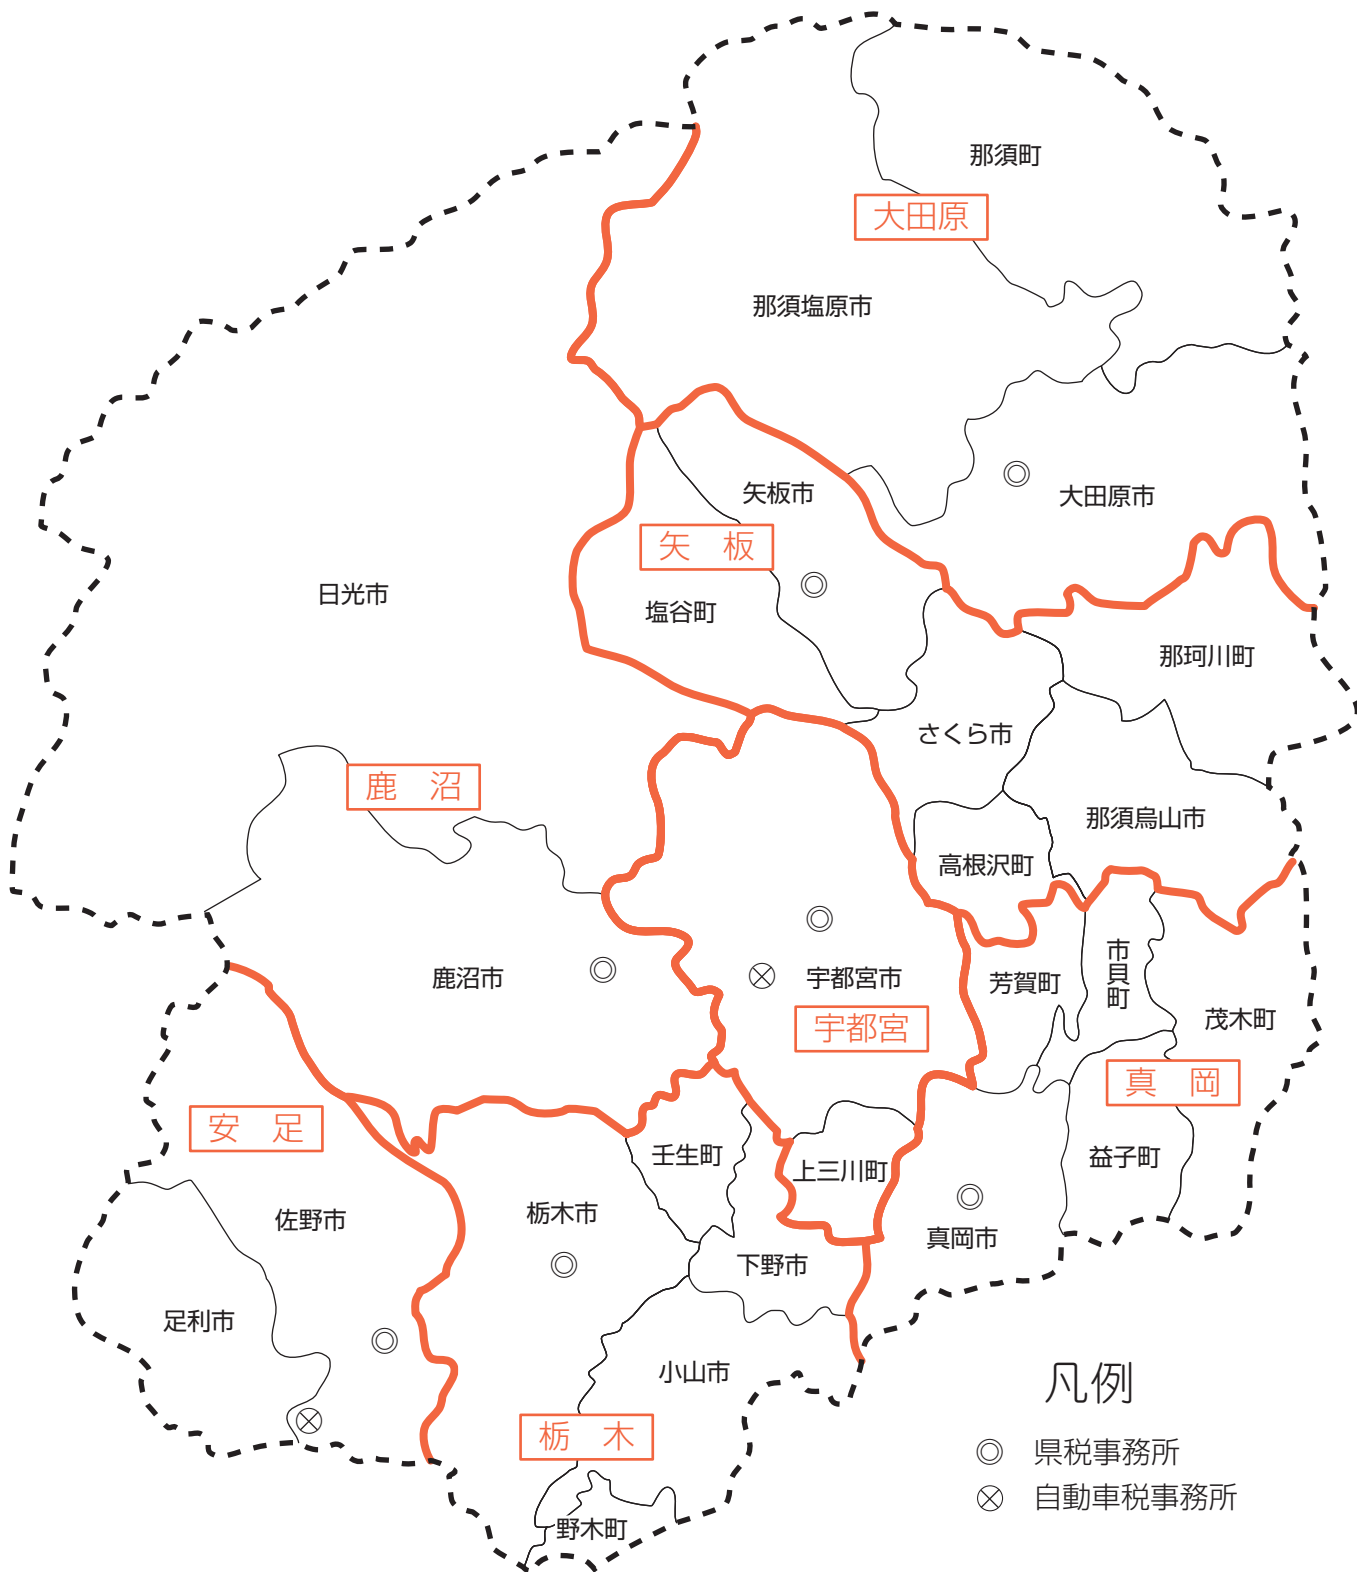 那須町
大田原
那須塩原市
矢板市
大田原市
矢 板
日光市
塩谷町
那珂川町
さくら市
鹿 沼
那須烏山市
高根沢町
鹿沼市
宇都宮市
芳賀町
市貝町
茂木町
宇都宮
真 岡
安 足
壬生町
上三川町
益子町
佐野市
栃木市
真岡市
下野市
足利市
小山市
栃 木
野木町
凡例
県税事務所
自動車税事務所